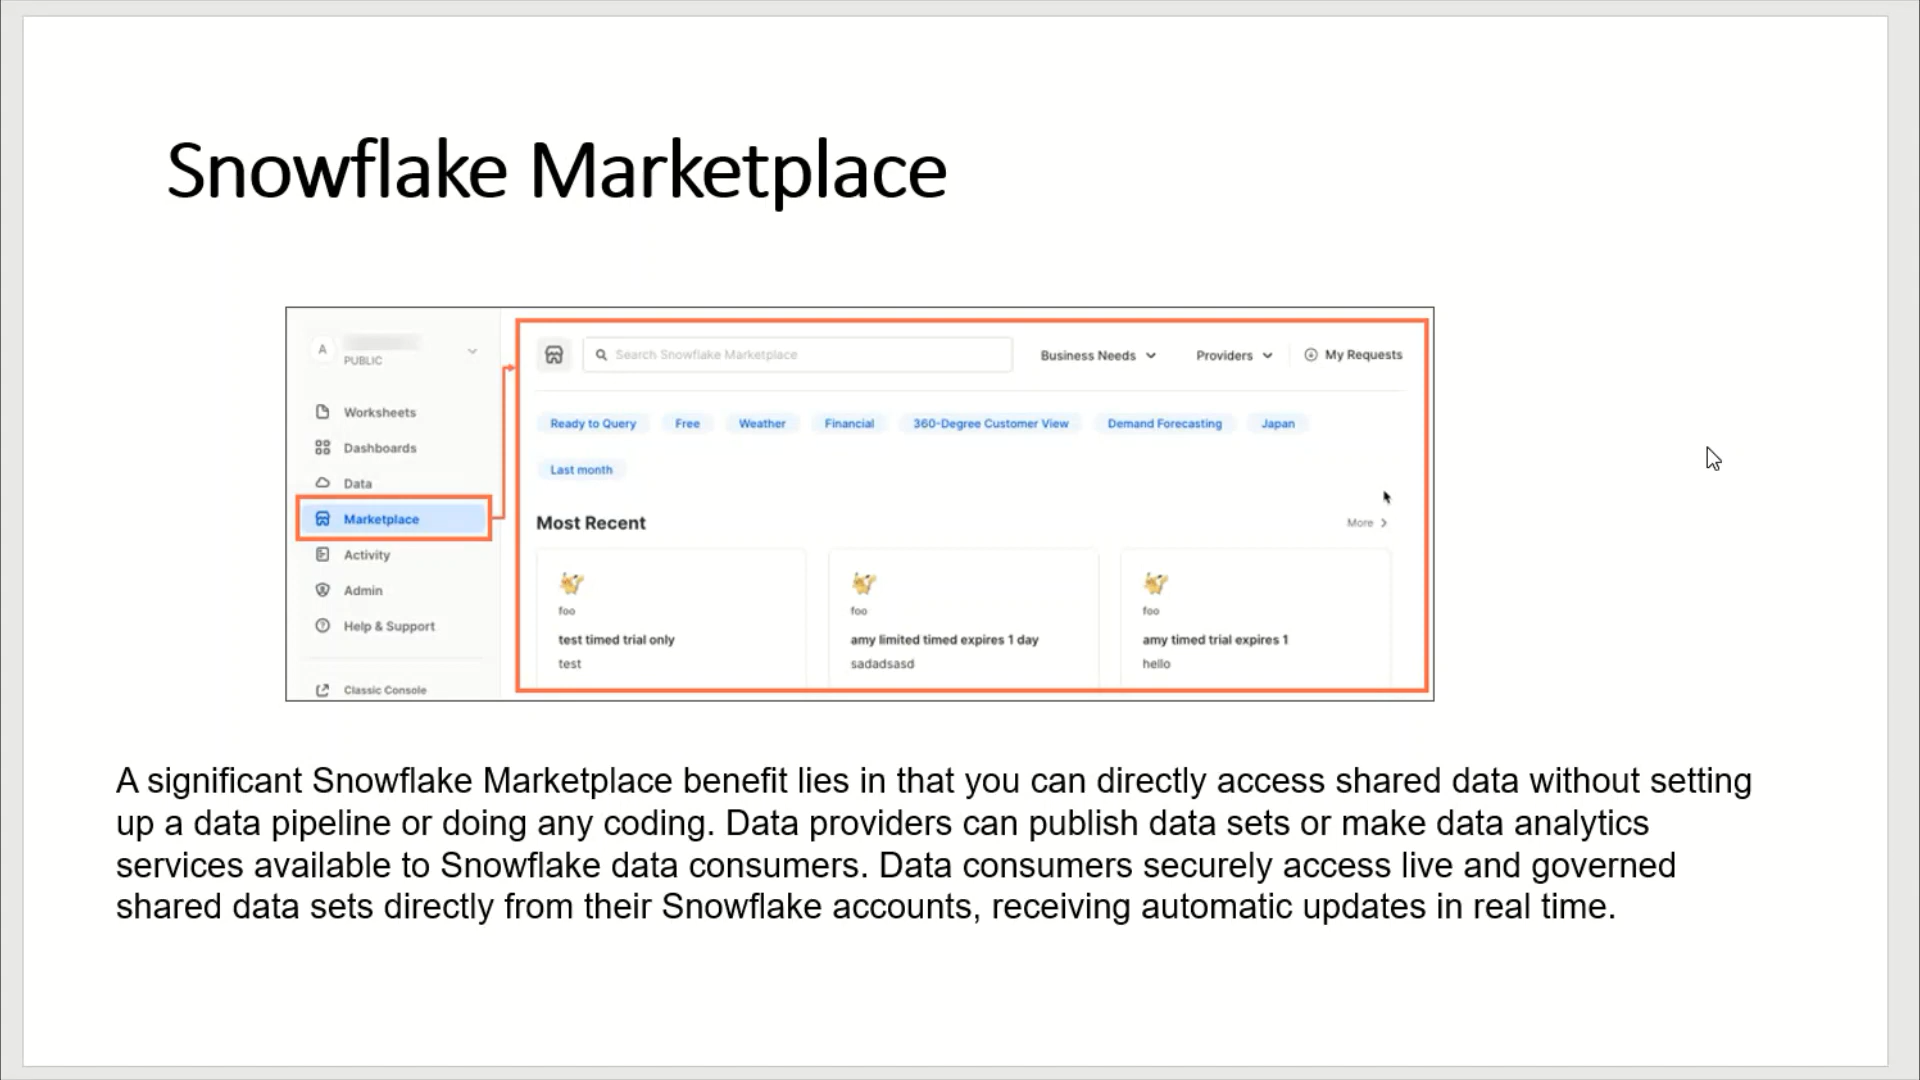 Snowflake Marketplace
A
PUBLIC
Worksheets
Dashboards
Data
Marketplace
Activity
Admin
Help & Support
Classic Console
Search Snowflake Marketplace
Business Needs
Providers
My Requests
Ready to Query
Free
Weather
Financial
360-Degree Customer View
Demand Forecasting
Japan
Last month
Most Recent
More
foo
test timed trial only
test
foo
amy limited timed expires 1 day
sadadsasd
foo
amy timed trial expires 1
hello
A significant Snowflake Marketplace benefit lies in that you can directly access shared data without setting
up a data pipeline or doing any coding. Data providers can publish data sets or make data analytics
services available to Snowflake data consumers. Data consumers securely access live and governed
shared data sets directly from their Snowflake accounts, receiving automatic updates in real time.